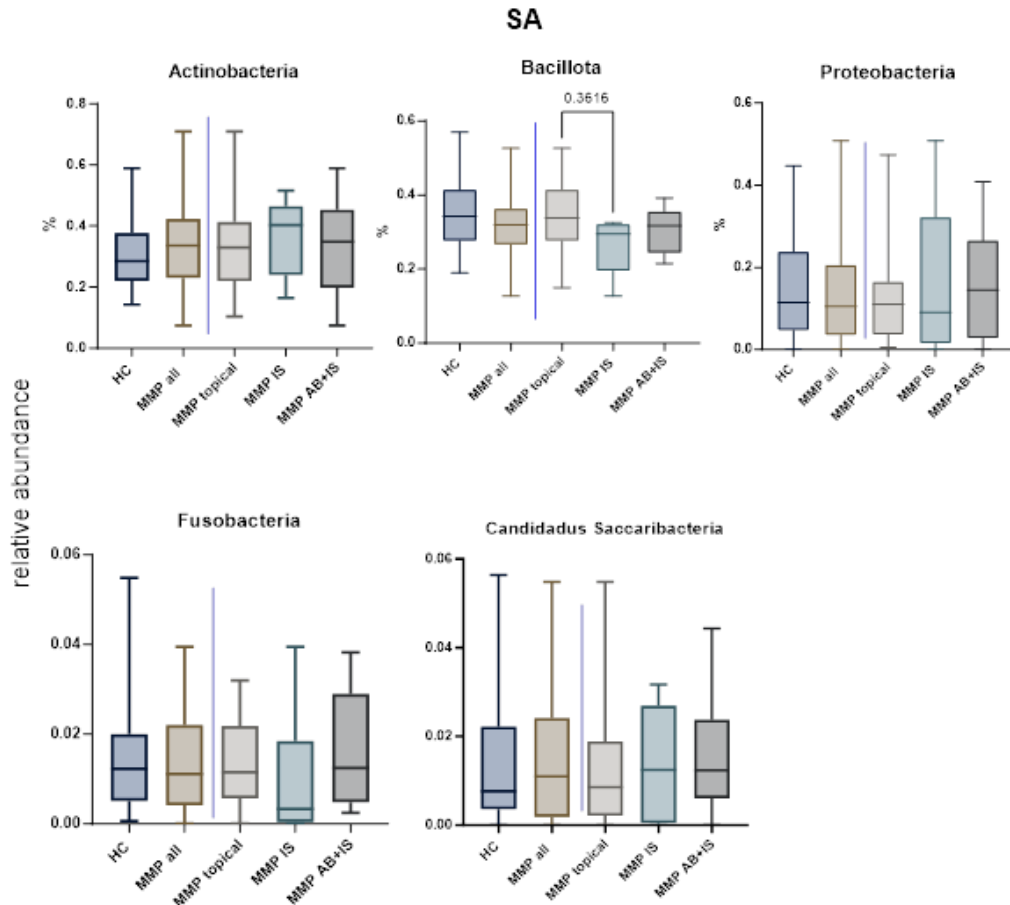 SA
Actinobacteria
0.8
0.6
0.4
0.2
0.0
%
HC
MMP all
MMP topical
MMP IS
MMP AB+IS
Bacillota
0.3616
0.6
0.4
0.2
0.0
%
HC
MMP all
MMP topical
MMP IS
MMP AB+IS
Proteobacteria
0.6
0.4
0.2
0.0
%
HC
MMP all
MMP topical
MMP IS
MMP AB+IS
relative abundance
Fusobacteria
0.06
0.04
0.02
0.00
HC
MMP all
MMP topical
MMP IS
MMP AB+IS
Candidadus Saccaribacteria
0.06
0.04
0.02
0.00
HC
MMP all
MMP topical
MMP IS
MMP AB+IS